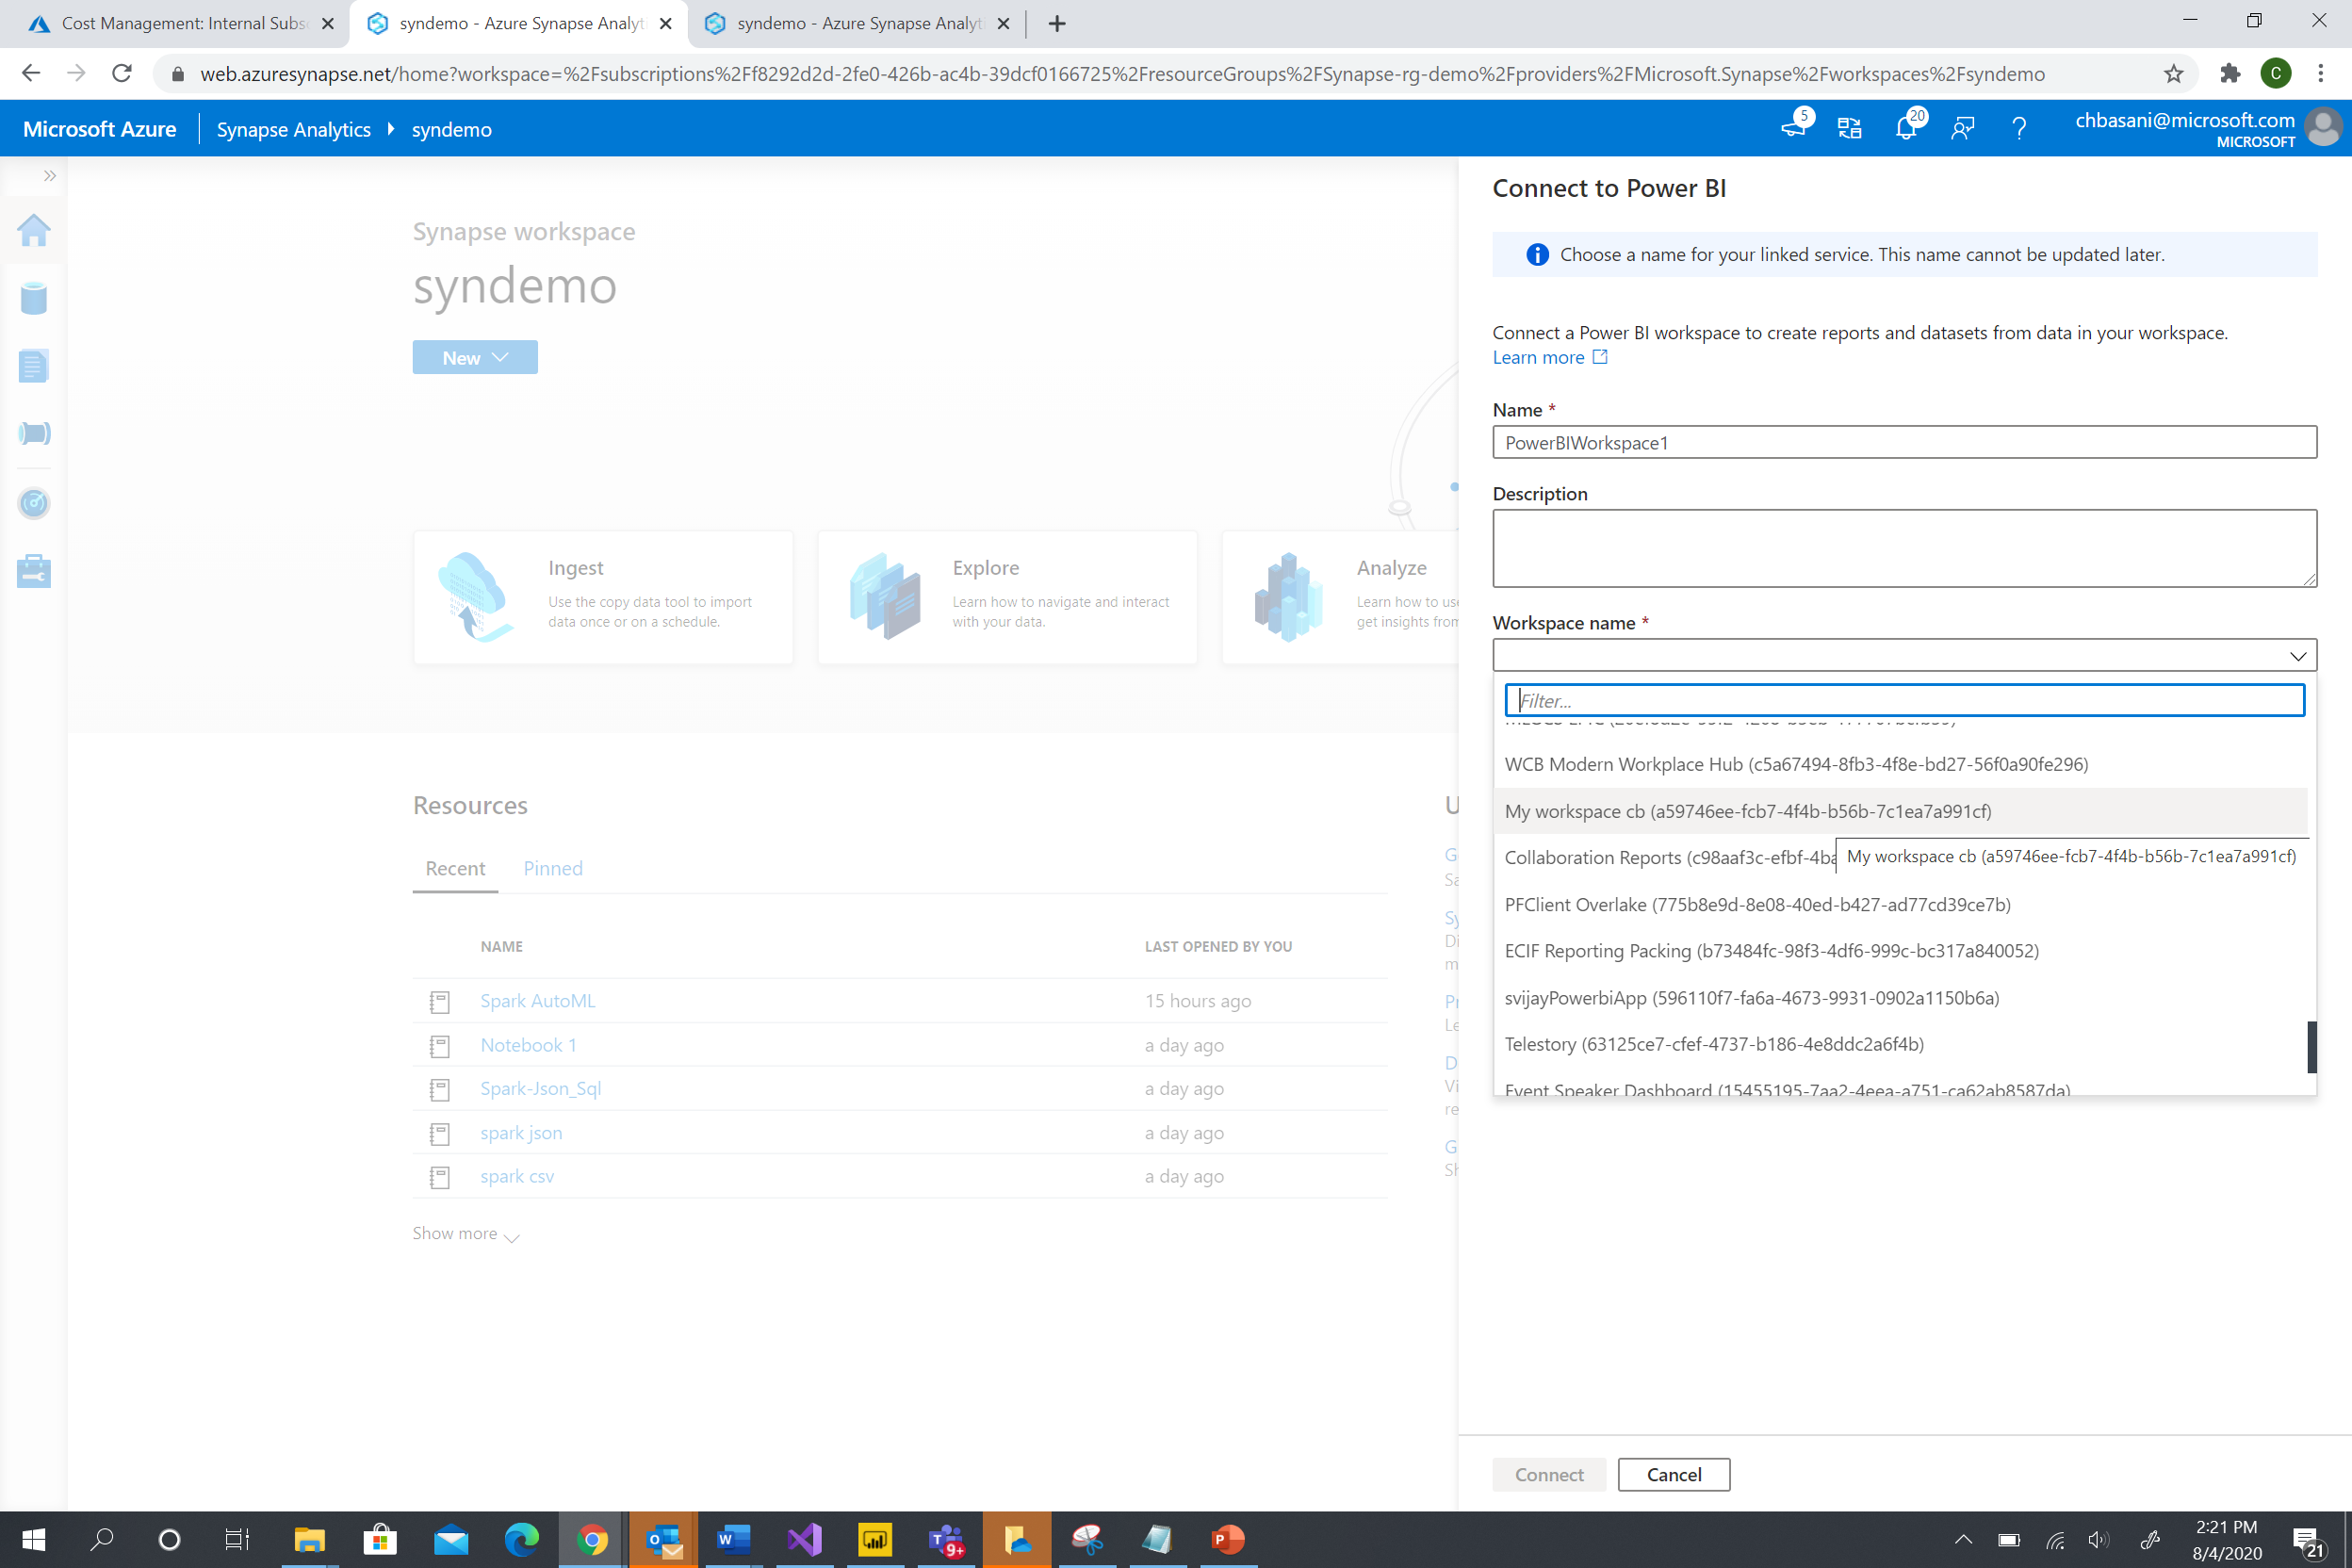 Cost Management: Internal Subs
syndemo - Azure Synapse Analyt
syndemo - Azure Synapse Analyt
web.azuresynapse.net/home?workspace=%2Fsubscriptions%2Ff8292d2d-2fe0-426b-ac4b-39dcf0166725%2FresourceGroups%2FSynapse-rg-demo%2Fproviders%2FMicrosoft.Synapse%2Fworkspaces%2Fsyndemo
C
Microsoft Azure
Synapse Analytics
syndemo
5
20
chbasani@microsoft.com
MICROSOFT
Synapse workspace
syndemo
New
Ingest
Use the copy data tool to import
data once or on a schedule.
Explore
Learn how to navigate and interact
with your data.
Analyze
Learn how to us
get insights from
Resources
Recent
Pinned
NAME
LAST OPENED BY YOU
Spark AutoML
15 hours ago
Notebook 1
a day ago
Spark-Json_Sql
a day ago
spark json
a day ago
spark csv
a day ago
Show more
Connect to Power BI
Choose a name for your linked service. This name cannot be updated later.
Connect a Power BI workspace to create reports and datasets from data in your workspace.
Learn more
Name *
PowerBIWorkspace1
Description
Workspace name *
Filter...
WCB Modern Workplace Hub (c5a67494-8fb3-4f8e-bd27-56f0a90fe296)
My workspace cb (a59746ee-fcb7-4f4b-b56b-7c1ea7a991cf)
Collaboration Reports (c98aaf3c-efbf-4ba
My workspace cb (a59746ee-fcb7-4f4b-b56b-7c1ea7a991cf)
PFClient Overlake (775b8e9d-8e08-40ed-b427-ad77cd39ce7b)
ECIF Reporting Packing (b73484fc-98f3-4df6-999c-bc317a840052)
svijayPowerbiApp (596110f7-fa6a-4673-9931-0902a1150b6a)
Telestory (63125ce7-cfef-4737-b186-4e8ddc2a6f4b)
Event Speaker Dashboard (15455195-7aa2-4eea-a751-ca62ab8587da)
Connect
Cancel
9+
2:21 PM
8/4/2020
21